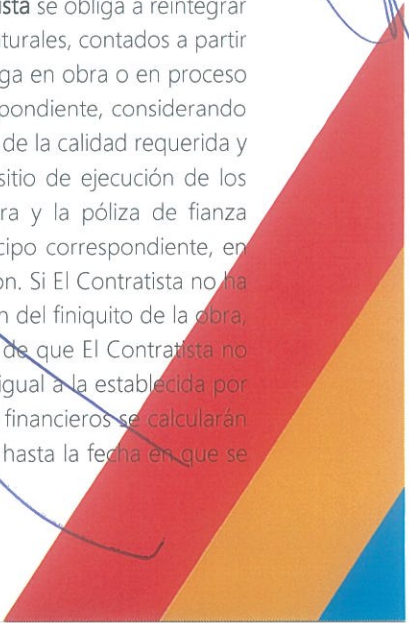 ista se obliga a reintegrar
turales, contados a partir
ga en obra o en proceso
pondiente, considerando
de la calidad requerida y
sitio de ejecución de los
ra y la póliza de fianza
cipo correspondiente, en
on. Si El Contratista no ha
n del finiquito de la obra,
de que El Contratista no
igual a la establecida por
financieros se calcularán
hasta la fecha en que se